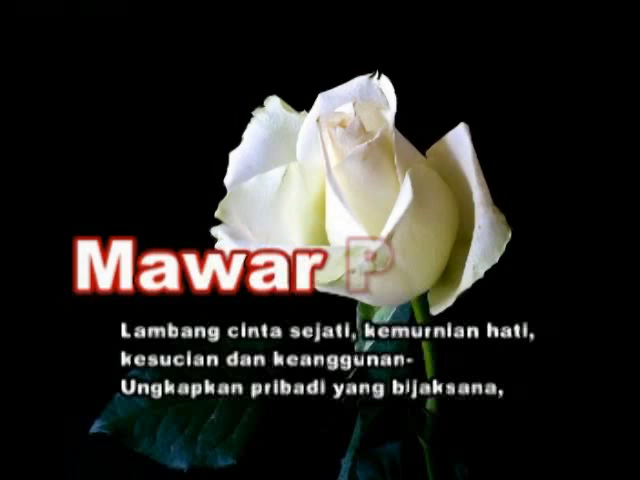 Mawar P
Lambang cinta sejati, kemurnian hati,
kesucian dan keanggunan-
Ungkapkan pribadi yang bijaksana,